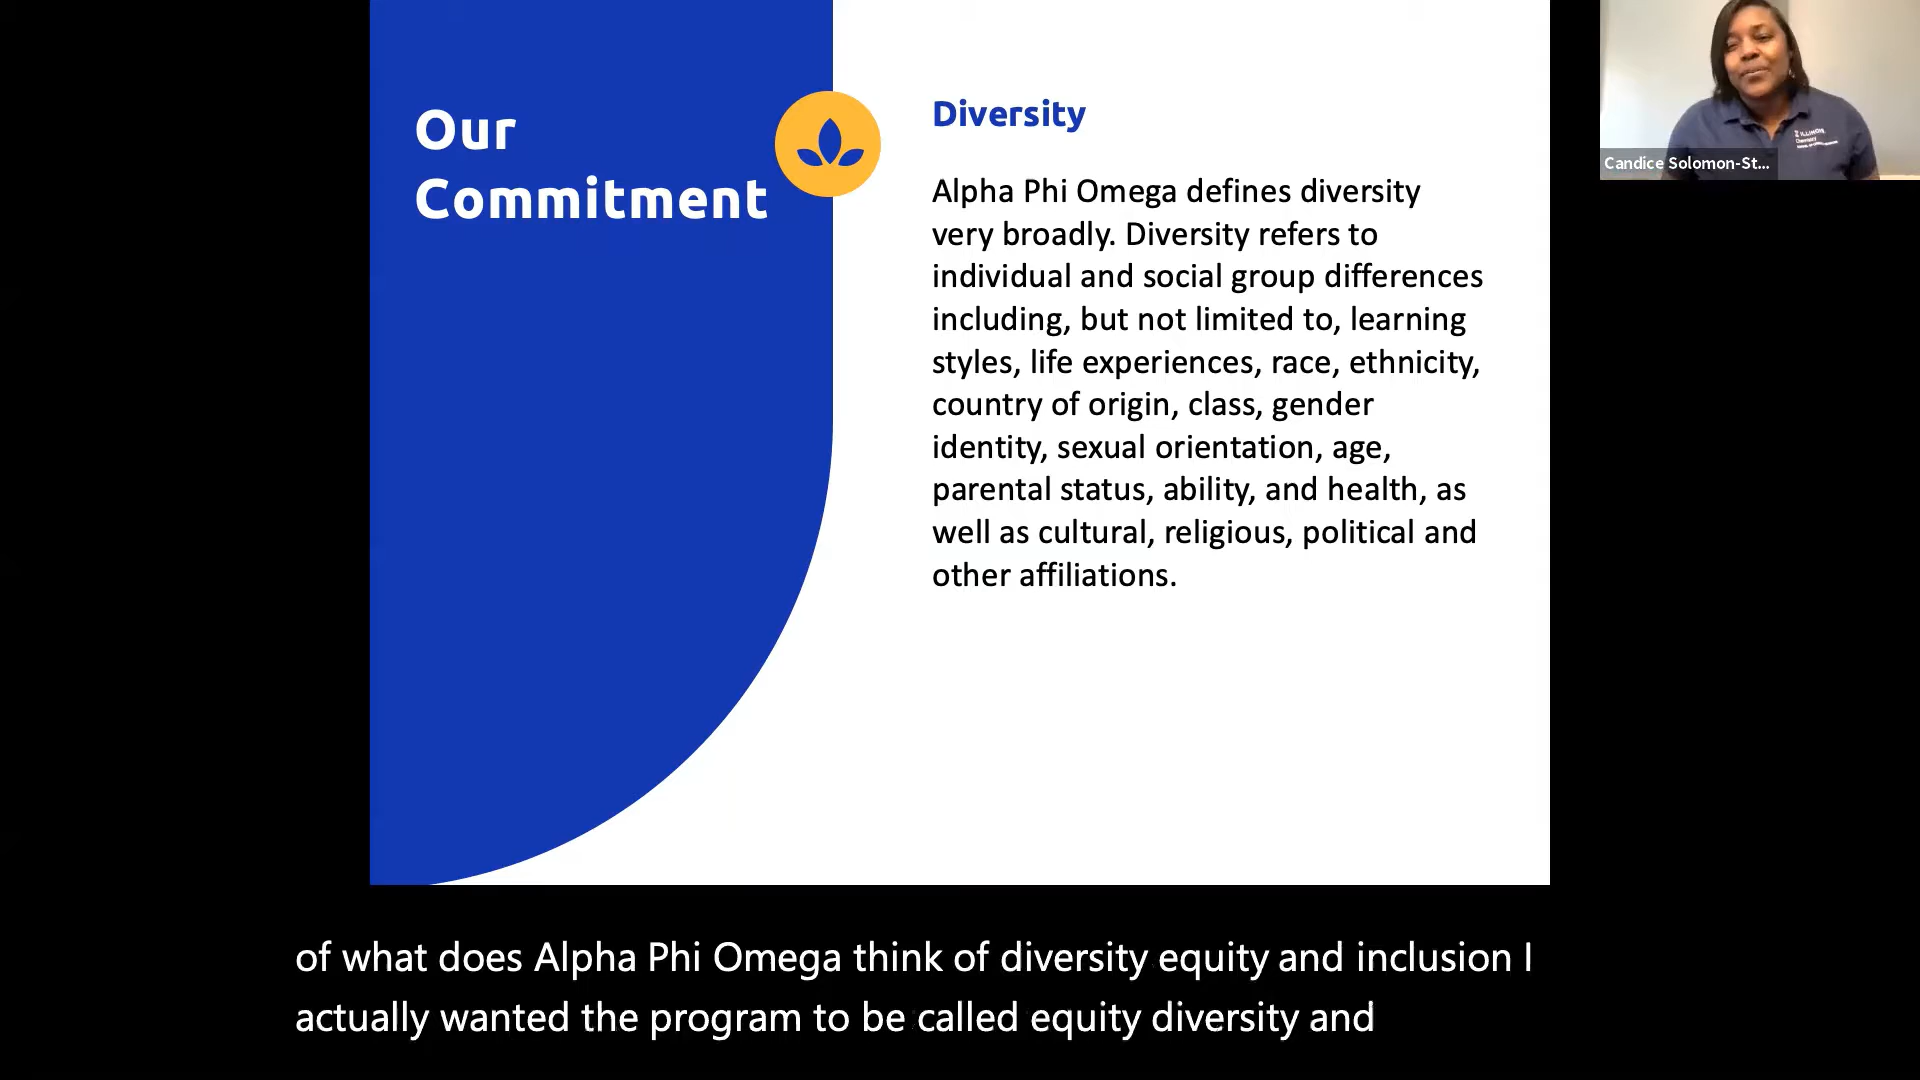 Our
Commitment
Diversity
Alpha Phi Omega defines diversity
very broadly. Diversity refers to
individual and social group differences
including, but not limited to, learning
styles, life experiences, race, ethnicity,
country of origin, class, gender
identity, sexual orientation, age,
parental status, ability, and health, as
well as cultural, religious, political and
other affiliations.
ILLINOIS
Chemistry
Candice Solomon-St...
of what does Alpha Phi Omega think of diversity equity and inclusion I
actually wanted the program to be called equity diversity and